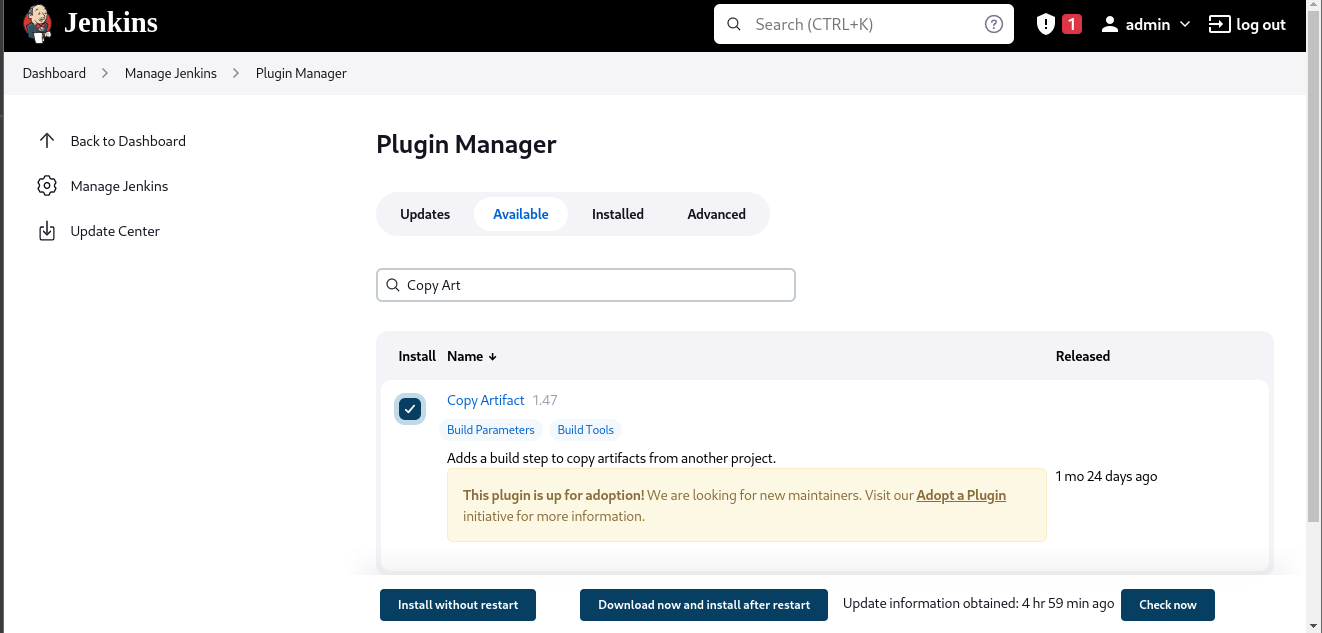 Jenkins
Search (CTRL+K)
1
admin
log out
Dashboard
Manage Jenkins
Plugin Manager
Back to Dashboard
Manage Jenkins
Update Center
Plugin Manager
Updates
Available
Installed
Advanced
Copy Art
Install Name ↓ Released
Copy Artifact 1.47
Build Parameters Build Tools
Adds a build step to copy artifacts from another project.
This plugin is up for adoption! We are looking for new maintainers. Visit our Adopt a Plugin
initiative for more information.
1 mo 24 days ago
Install without restart
Download now and install after restart
Update information obtained: 4 hr 59 min ago
Check now